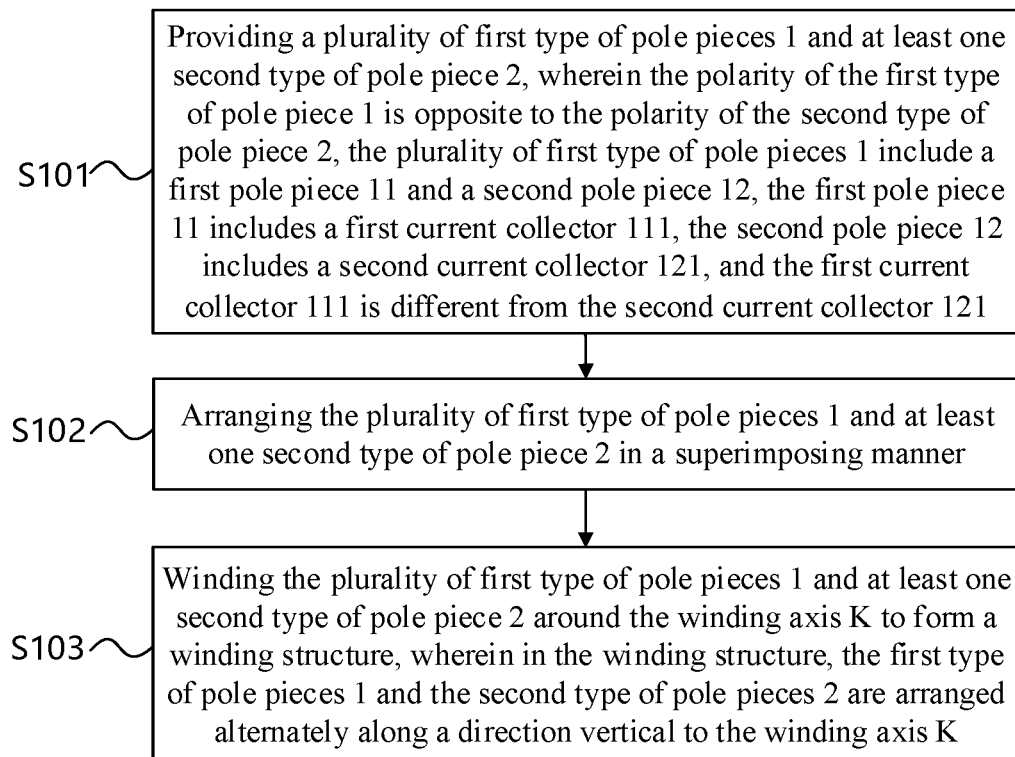 Providing a plurality of first type of pole pieces 1 and at least one
second type of pole piece 2, wherein the polarity of the first type
of pole piece 1 is opposite to the polarity of the second type of
pole piece 2, the plurality of first type of pole pieces 1 include a
S101
first pole piece 11 and a second pole piece 12, the first pole piece
11 includes a first current collector 111, the second pole piece 12
includes a second current collector 121, and the first current
collector 111 is different from the second current collector 121
S102
Arranging the plurality of first type of pole pieces 1 and at least
one second type of pole piece 2 in a superimposing manner
Winding the plurality of first type of pole pieces 1 and at least one
second type of pole piece 2 around the winding axis K to form a
S103
winding structure, wherein in the winding structure, the first type
of pole pieces 1 and the second type of pole pieces 2 are arranged
alternately along a direction vertical to the winding axis K